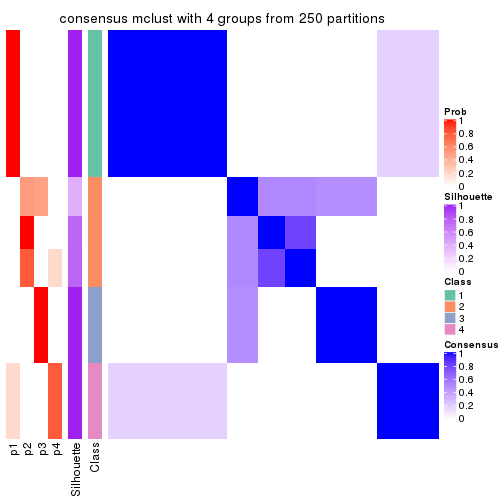 consensus mclust with 4 groups from 250 partitions
Prob
1
0.8
0.6
0.4
0.2
0
Silhouette
1
0.8
0.6
0.4
0.2
0
Class
1
2
3
4
Consensus
1
0.8
0.6
0.4
0.2
0
p1
p2
p3
p4
Silhouette
Class